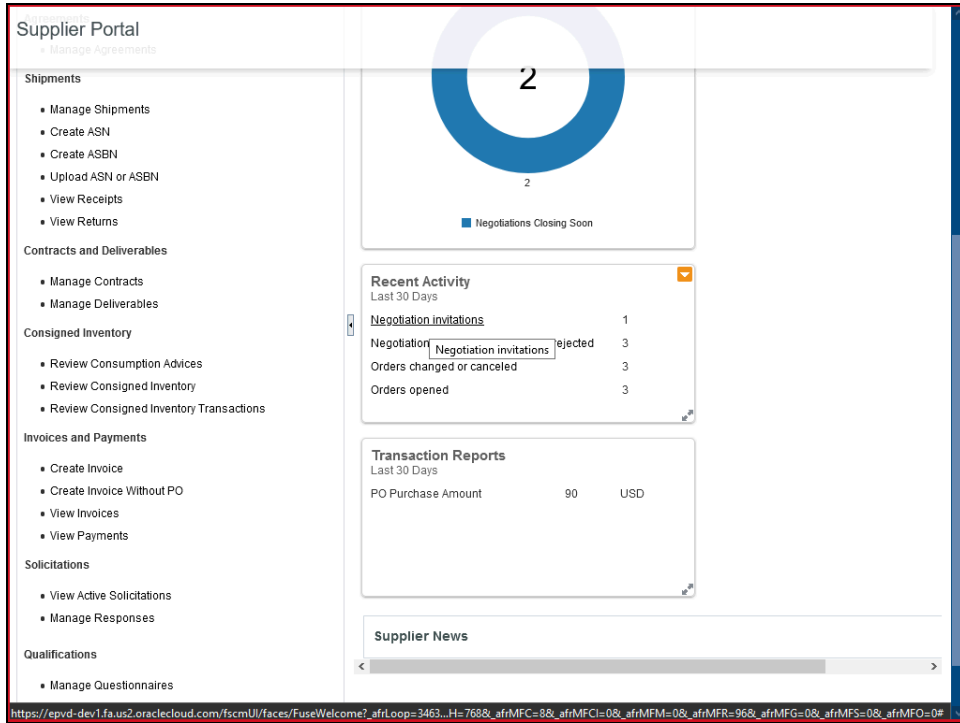 Agreements
Supplier Portal
Manage Agreements
Shipments
Manage Shipments
Create ASN
Create ASBN
Upload ASN or ASBN
View Receipts
View Returns
Contracts and Deliverables
Manage Contracts
Manage Deliverables
Consigned Inventory
Review Consumption Advices
Review Consigned Inventory
Review Consigned Inventory Transactions
Invoices and Payments
Create Invoice
Create Invoice Without PO
View Invoices
View Payments
Solicitations
View Active Solicitations
Manage Responses
Qualifications
Manage Questionnaires
2
2
Negotiations Closing Soon
Recent Activity
Last 30 Days
Negotiation invitations 1
Negotiation ejected 3
Negotiation invitations
Orders changed or canceled 3
Orders opened 3
Transaction Reports
Last 30 Days
PO Purchase Amount 90 USD
Supplier News
https://epvd-dev1.fa.us2.oraclecloud.com/fscmUI/faces/FuseWelcome?_afrLoop=3463...H=768&_afrMFC=8&_afrMFCI=0&_afrMFM=0&_afrMFR=96&_afrMFG=0&_afrMFS=0&_afrMFO=0#